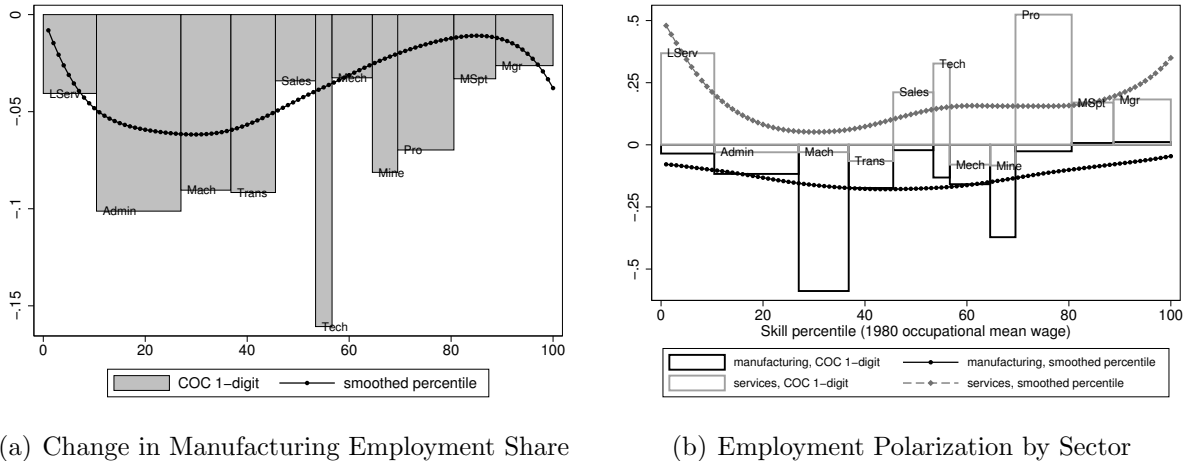 0
-.05
-.1
-.15
LServ
Admin
Mach
Trans
Sales
Tech
Mech
Mine
Pro
MSpt
Mgr
0 20 40 60 80 100
COC 1-digit smoothed percentile
(a) Change in Manufacturing Employment Share
.5
.25
0
-.25
-.5
LServ
Admin
Mach
Trans
Sales
Tech
Mech
Mine
Pro
MSpt
Mgr
0 20 40 60 80 100
Skill percentile (1980 occupational mean wage)
manufacturing, COC 1-digit manufacturing, smoothed percentile
services, COC 1-digit services, smoothed percentile
(b) Employment Polarization by Sector